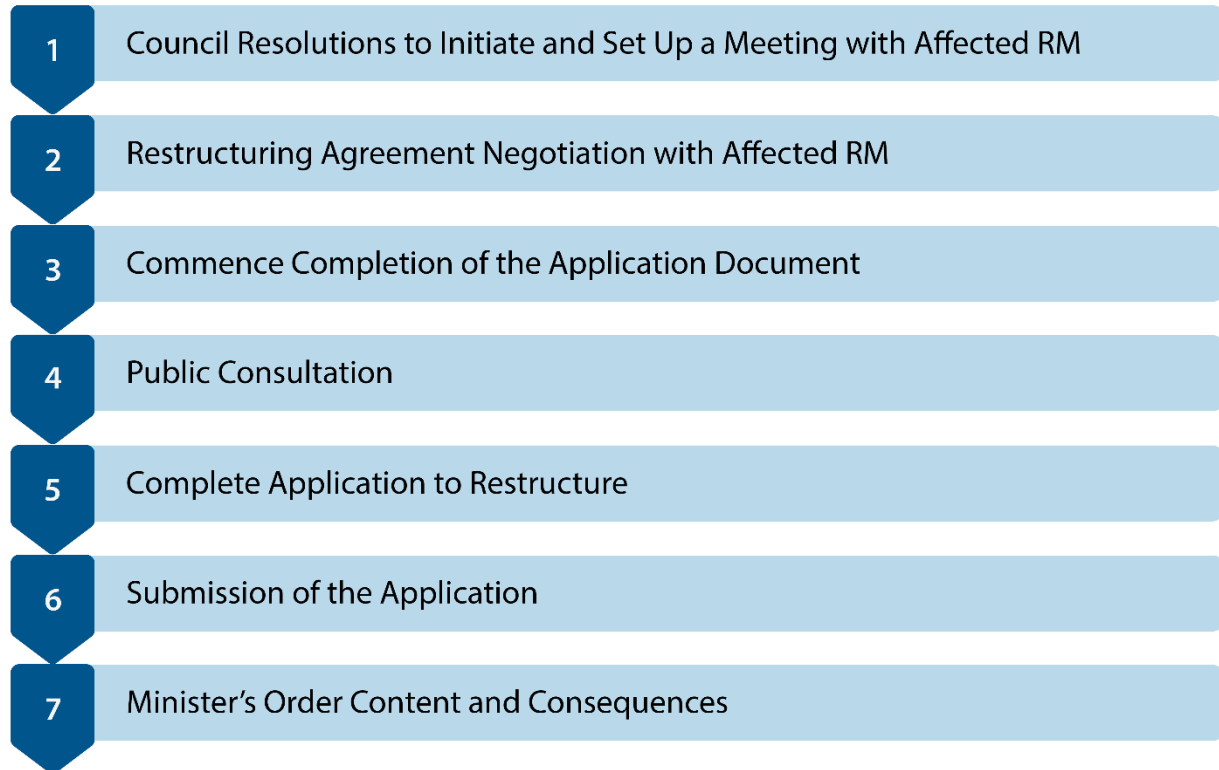 1 Council Resolutions to Initiate and Set Up a Meeting with Affected RM
2 Restructuring Agreement Negotiation with Affected RM
3 Commence Completion of the Application Document
4 Public Consultation
5 Complete Application to Restructure
6 Submission of the Application
7 Minister’s Order Content and Consequences